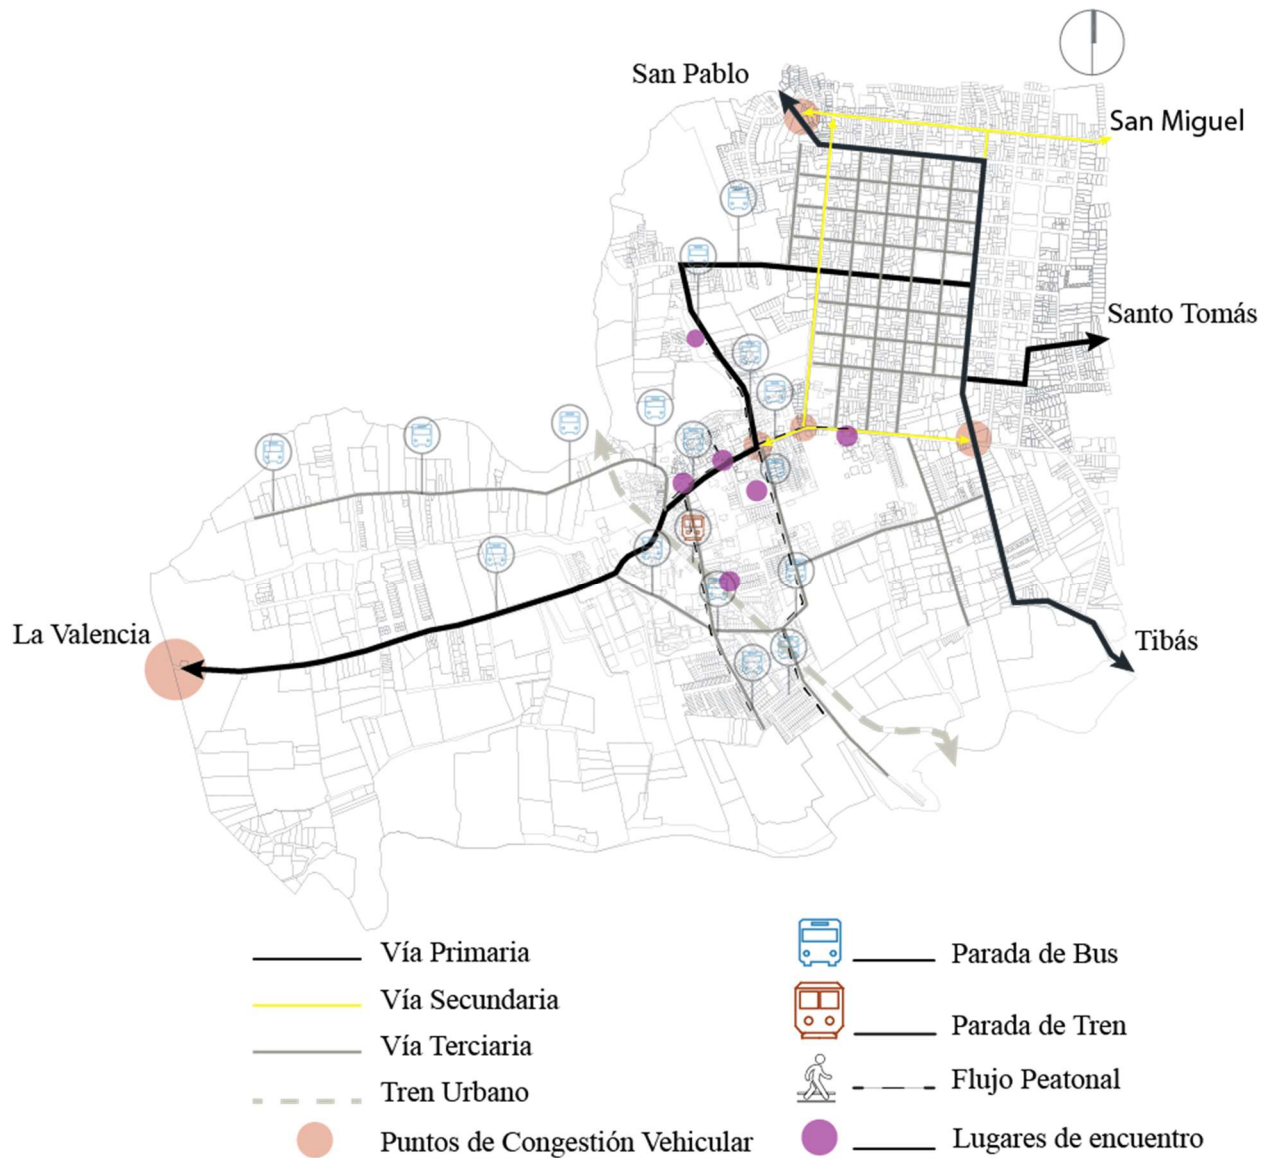 San Pablo
San Miguel
Santo Tomás
La Valencia
Tibás
Vía Primaria
Vía Secundaria
Vía Terciaria
Tren Urbano
Puntos de Congestión Vehicular
Parada de Bus
Parada de Tren
Flujo Peatonal
Lugares de encuentro